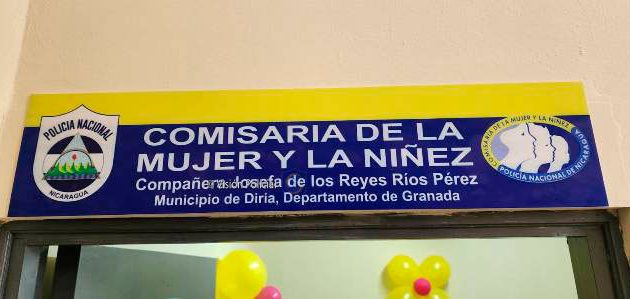 POLICIA NACIONAL
NICARAGUA
COMISARIA DE LA
MUJER Y LA NIÑEZ
Compañera Josefa de los Reyes Ríos Pérez
Municipio de Diría, Departamento de Granada
COMISARIA DE LA MUJER Y LA NIÑEZ
POLICIA NACIONAL DE NICARAGUA